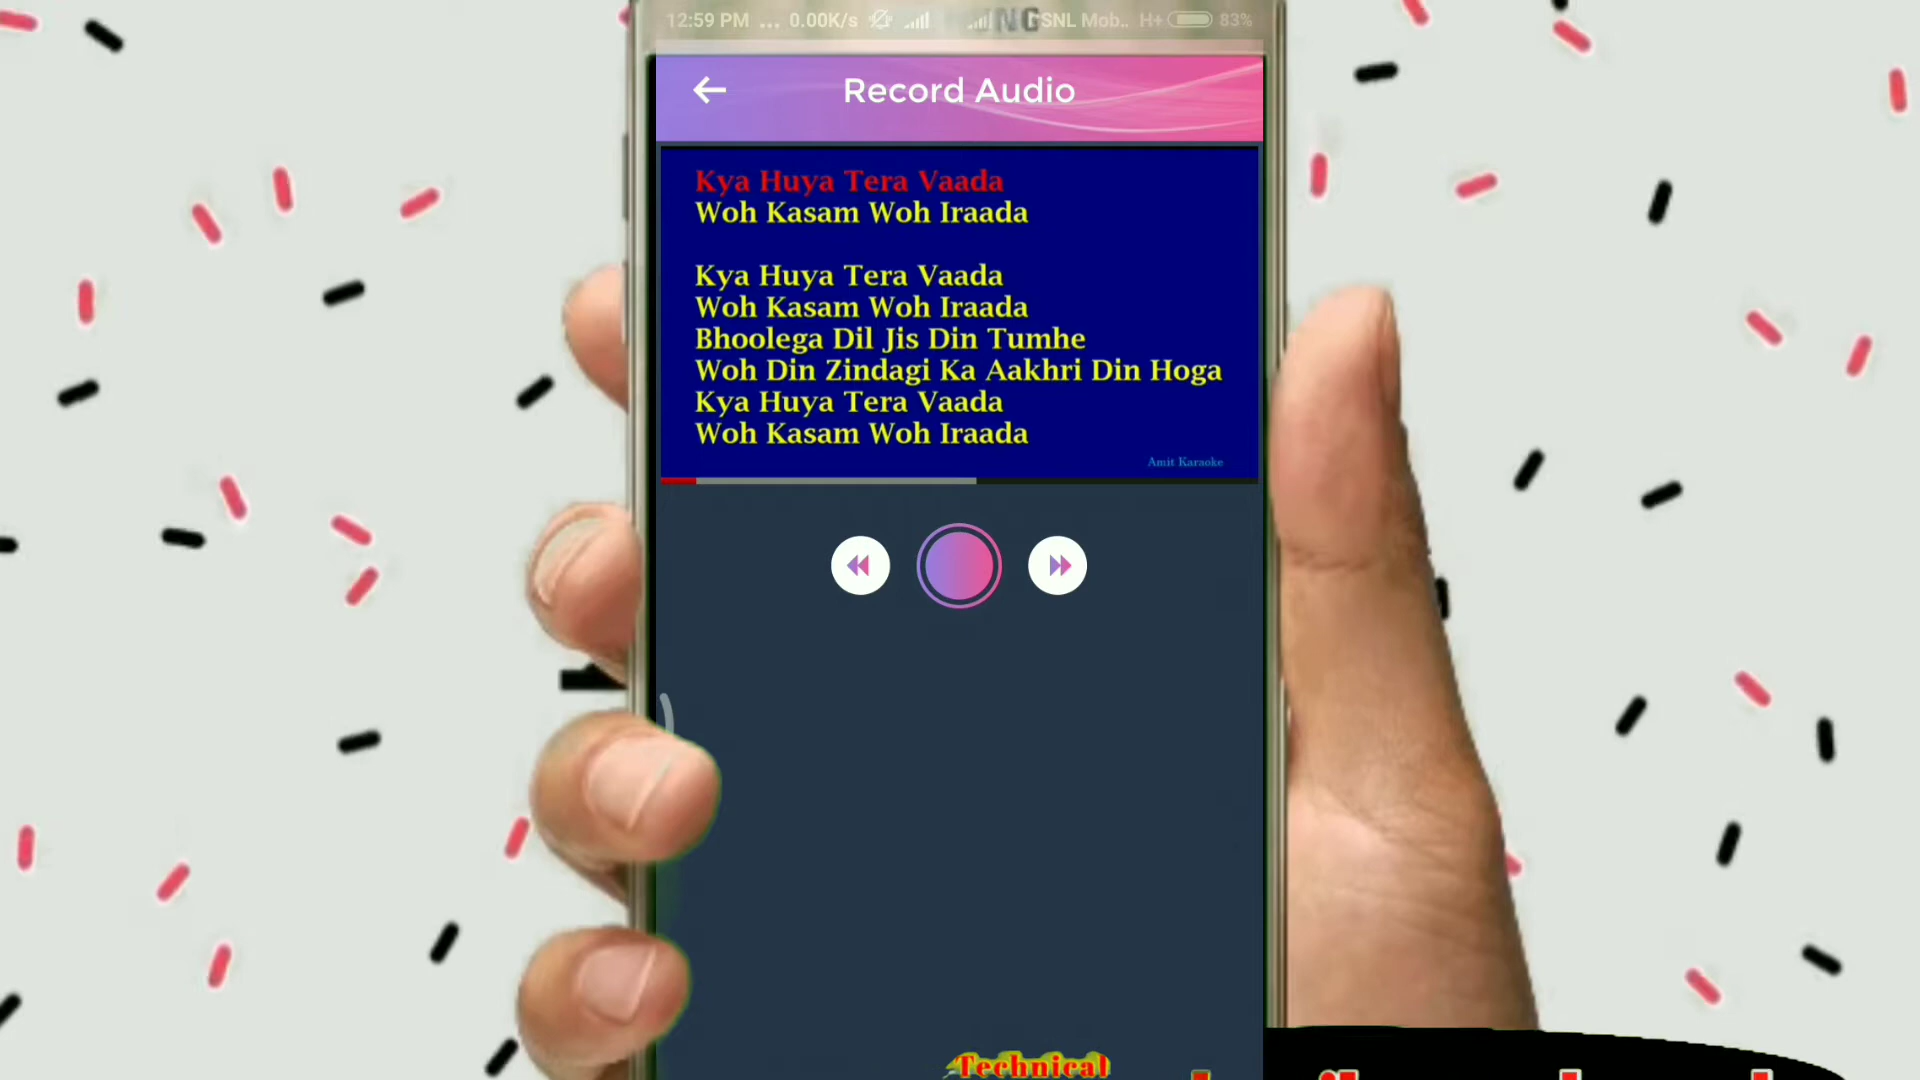 12:59 PM ... 0.00K/s BSNL Mob.. H+ 83%
Record Audio
Kya Huya Tera Vaada
Woh Kasam Woh Iraada
Kya Huya Tera Vaada
Woh Kasam Woh Iraada
Bhoolega Dil Jis Din Tumhe
Woh Din Zindagi Ka Aakhri Din Hoga
Kya Huya Tera Vaada
Woh Kasam Woh Iraada
Amit Karaoke
Technical